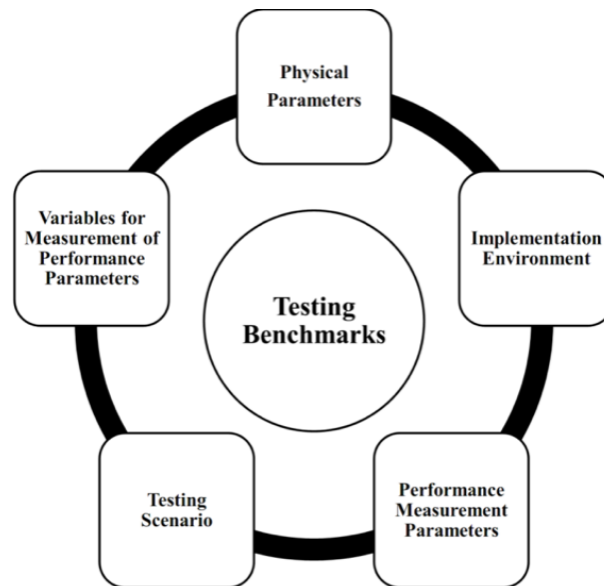 Physical
Parameters
Variables for
Measurement of
Performance
Parameters
Implementation
Environment
Testing
Benchmarks
Testing
Scenario
Performance
Measurement
Parameters